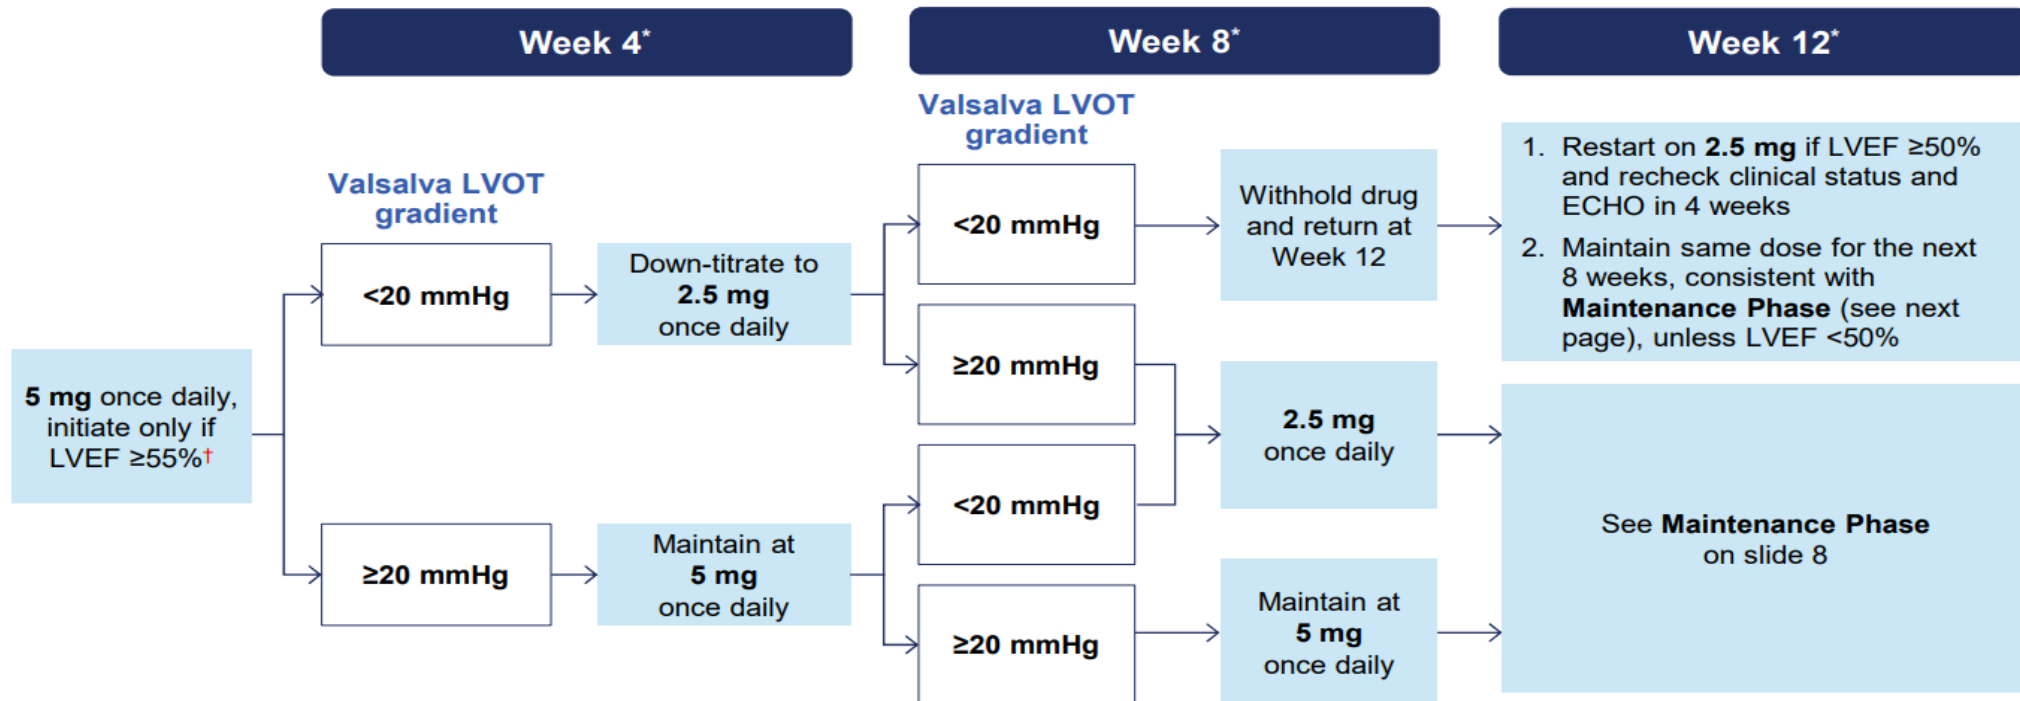 Week 4*
Week 8*
Week 12*
5 mg once daily,
initiate only if
LVEF ≥55%†
Valsalva LVOT
gradient
<20 mmHg
Down-titrate to
2.5 mg
once daily
≥20 mmHg
Maintain at
5 mg
once daily
Valsalva LVOT
gradient
<20 mmHg
Withhold drug
and return at
Week 12
≥20 mmHg
<20 mmHg
2.5 mg
once daily
≥20 mmHg
Maintain at
5 mg
once daily
1. Restart on 2.5 mg if LVEF ≥50%
and recheck clinical status and
ECHO in 4 weeks
2. Maintain same dose for the next
8 weeks, consistent with
Maintenance Phase (see next
page), unless LVEF <50%
See Maintenance Phase
on slide 8